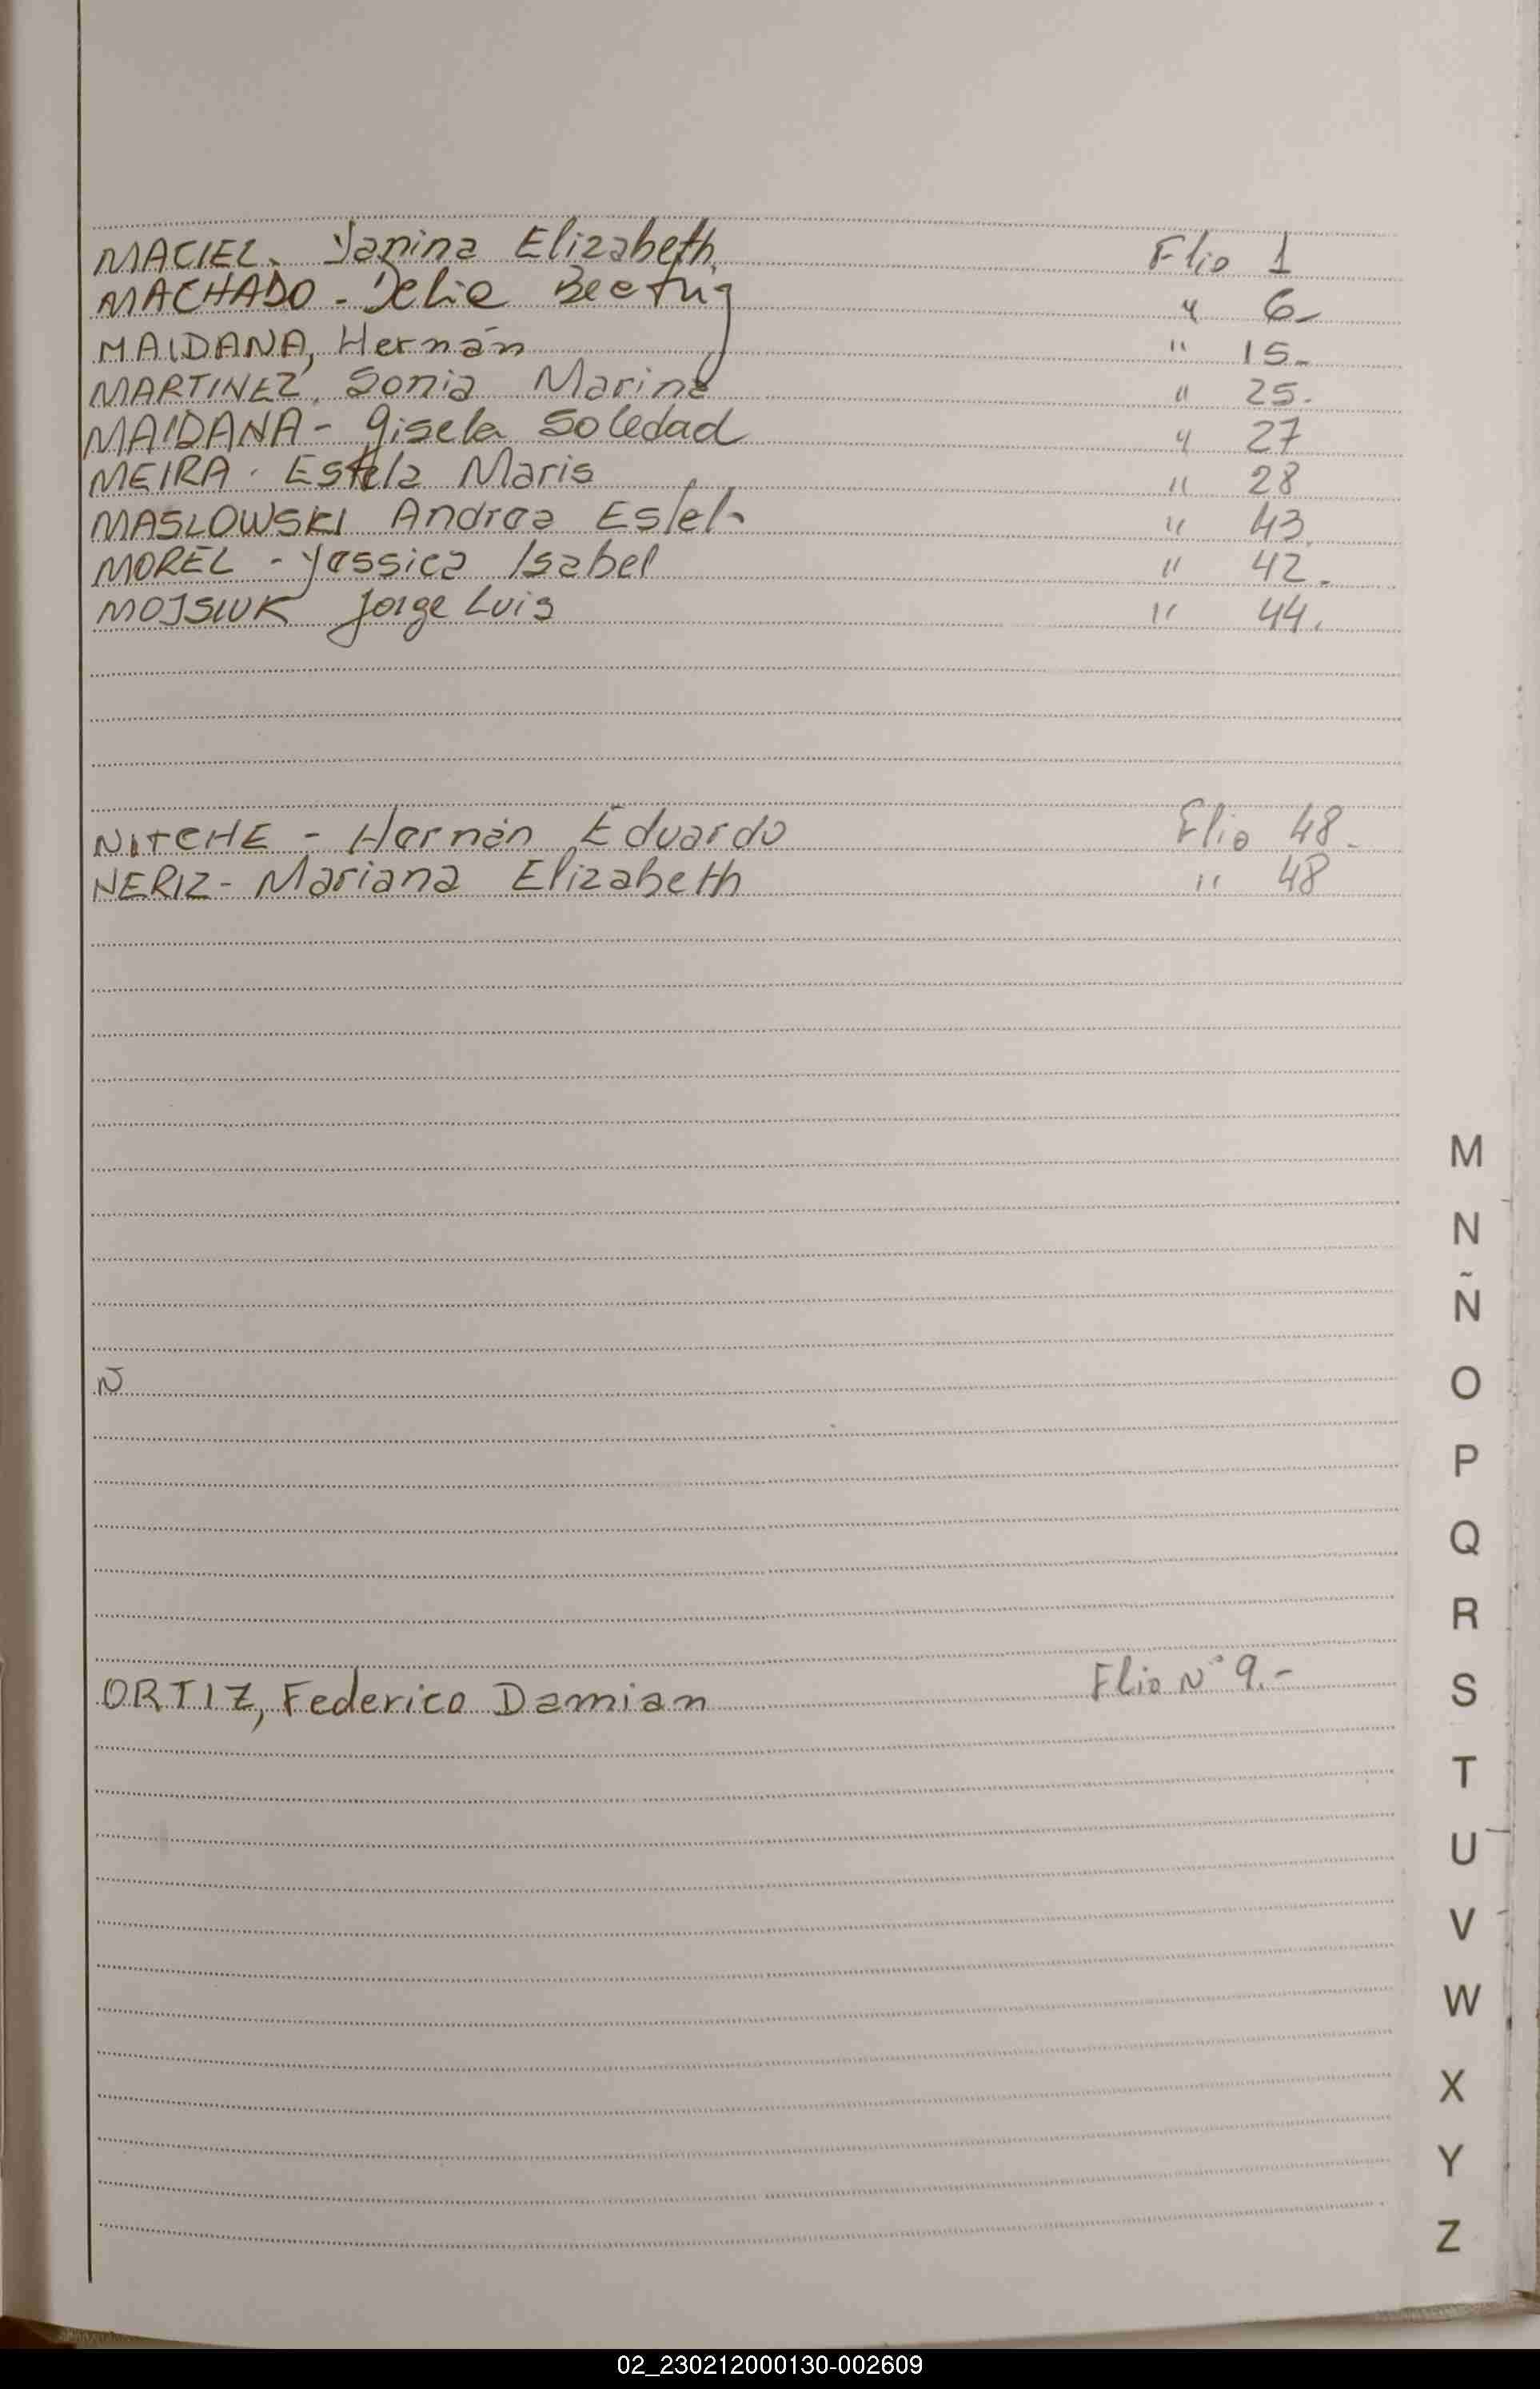 MACIEL. Yanina Elizabeth. Flio 1
MACHADO - Delia Beatriz " 6-
MAIDANA, Hernán " 15-
MARTINEZ, Sonia Marina " 25.
MAIDANA - Gisela Soledad " 27
MEIRA. Estela Maris " 28
MASLOWSKI Andrea Estela " 43.
MOREL - Yessica Isabel " 42.
Jorge Luis " 44.
NITCHE - Hernán Eduardo Flio 48.
NERIZ - Mariana Elizabeth " 48
Ñ
ORTIZ, Federico Damian Flio N° 9.-
M
N
Ñ
O
P
Q
R
S
T
U
V
W
X
Y
Z
02_230212000130-002609